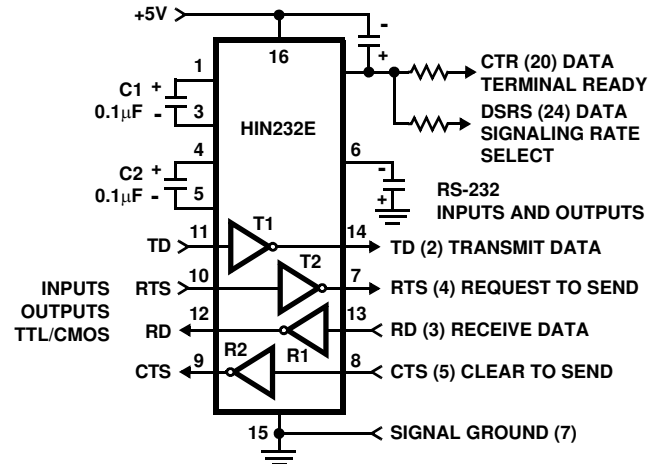 +5V
-
+
16
1
C1
+
0.1µF
-
3
HIN232E
CTR (20) DATA
TERMINAL READY
DSRS (24) DATA
SIGNALING RATE
SELECT
4
C2
+
0.1µF
-
5
6
-
+
RS-232
INPUTS AND OUTPUTS
TD
11
T1
14
TD (2) TRANSMIT DATA
INPUTS
OUTPUTS
TTL/CMOS
RTS
10
T2
7
RTS (4) REQUEST TO SEND
RD
12
R1
13
RD (3) RECEIVE DATA
CTS
9
R2
8
CTS (5) CLEAR TO SEND
15
SIGNAL GROUND (7)